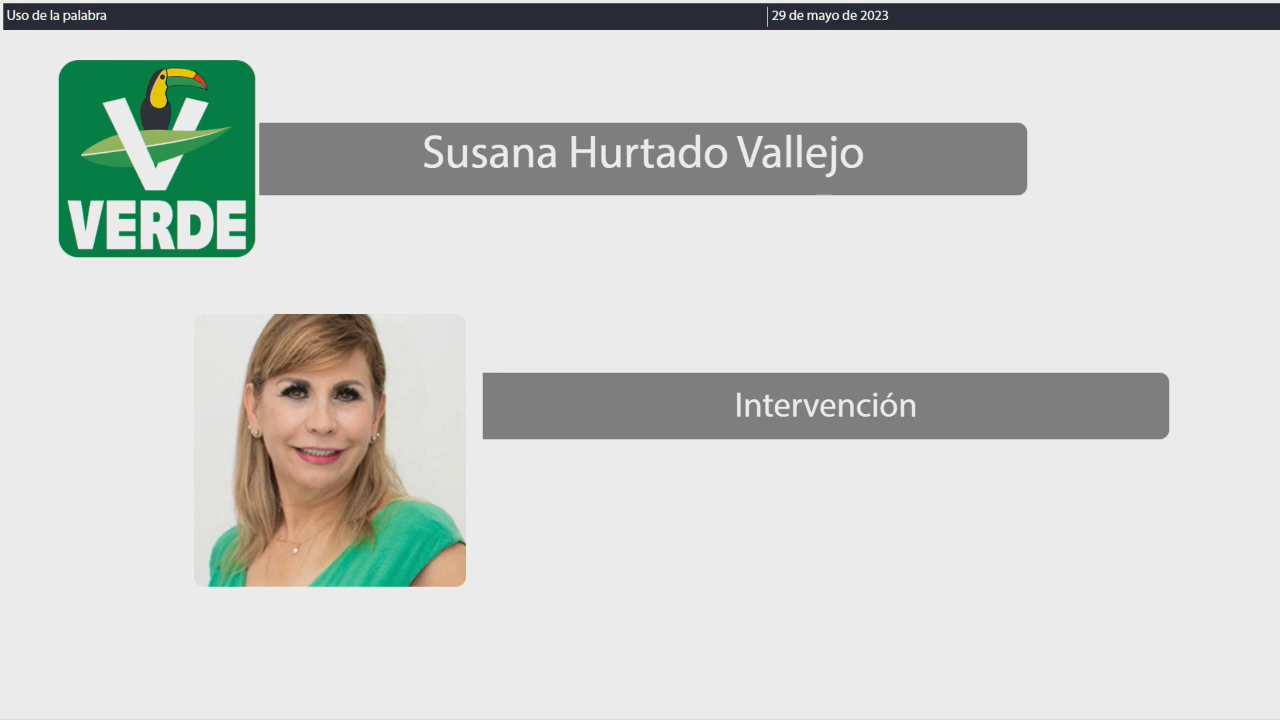 Uso de la palabra
29 de mayo de 2023
V
VERDE
Susana Hurtado Vallejo
Intervención